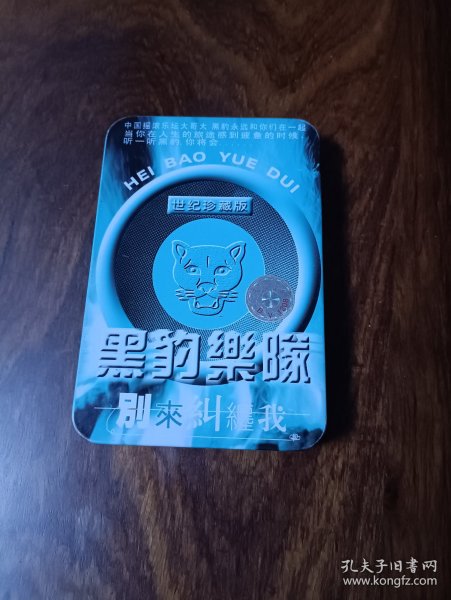 中国摇滚乐坛大哥大 黑豹永远和你们在一起
当你在人生的旅途感到疲惫的时候，
听一听黑豹，你将会……
HEI BAO YUE DUI
世纪珍藏版
黑豹樂隊
別來糾纏我
孔夫子旧书网
www.kongfz.com